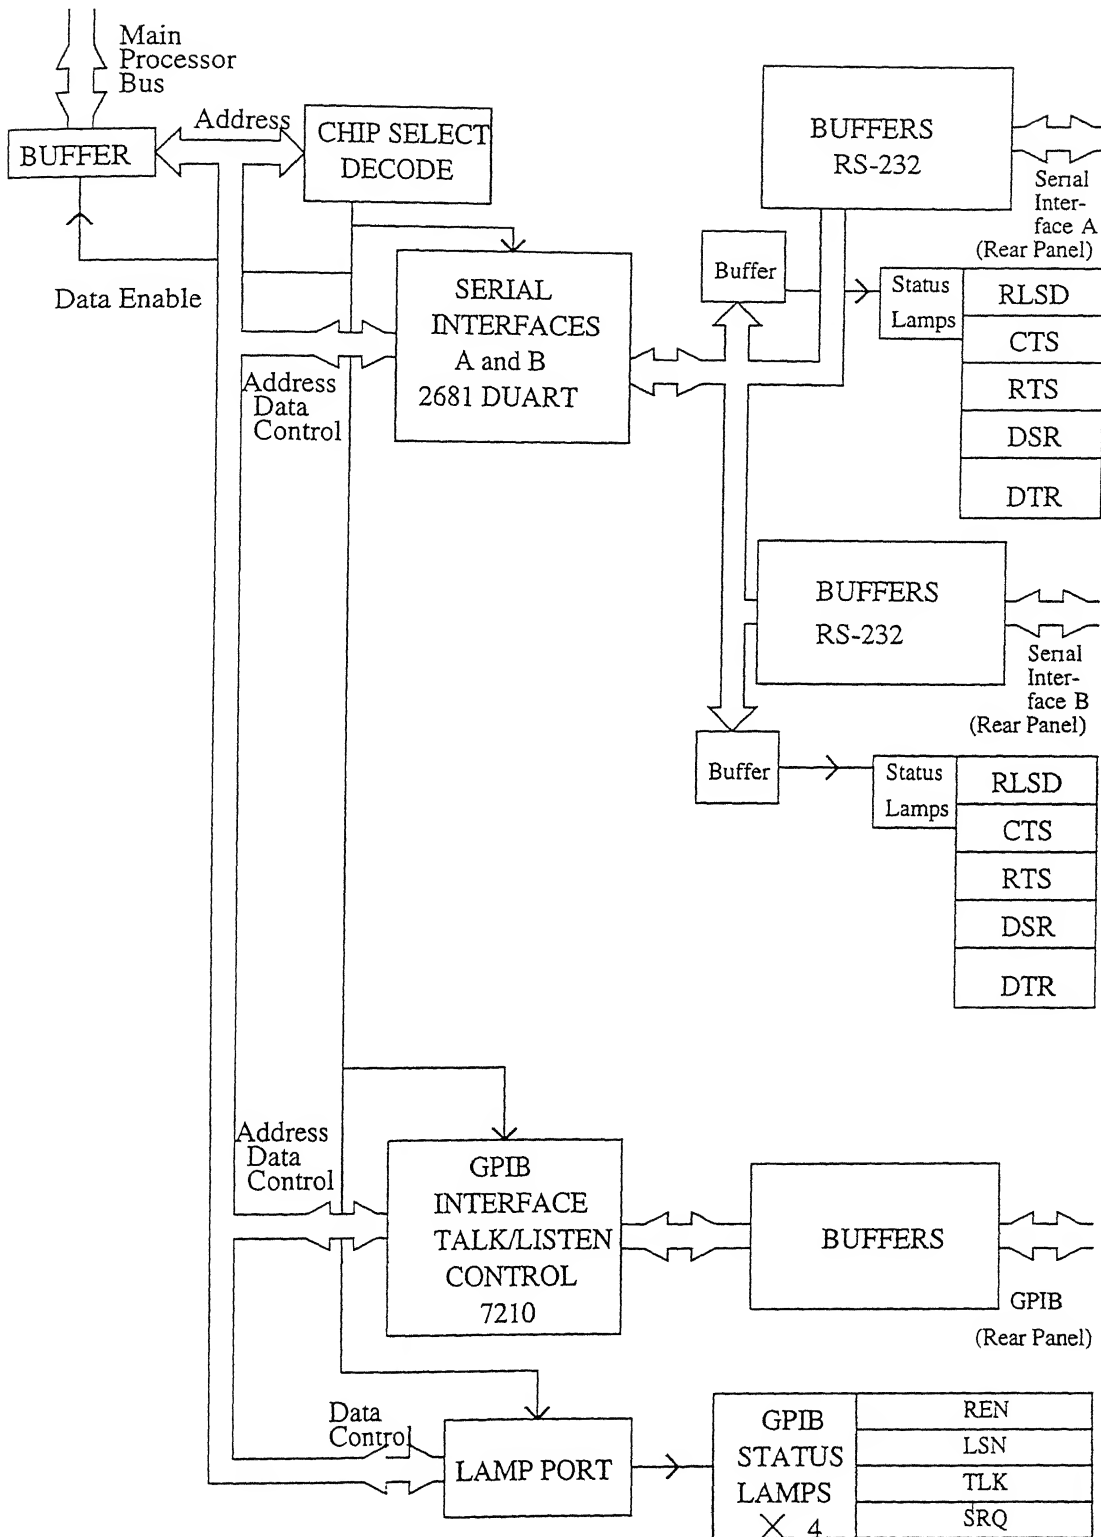 Main
Processor
Bus
BUFFER
Address
CHIP SELECT
DECODE
Data Enable
SERIAL
INTERFACES
A and B
2681 DUART
Address
Data
Control
BUFFERS
RS-232
Serial
Inter-
face A
(Rear Panel)
Buffer
Status
Lamps
RLSD
CTS
RTS
DSR
DTR
BUFFERS
RS-232
Serial
Inter-
face B
(Rear Panel)
Buffer
Status
Lamps
RLSD
CTS
RTS
DSR
DTR
Address
Data
Control
GPIB
INTERFACE
TALK/LISTEN
CONTROL
7210
BUFFERS
GPIB
(Rear Panel)
Data
Control
LAMP PORT
GPIB
STATUS
LAMPS
X 4
REN
LSN
TLK
SRQ